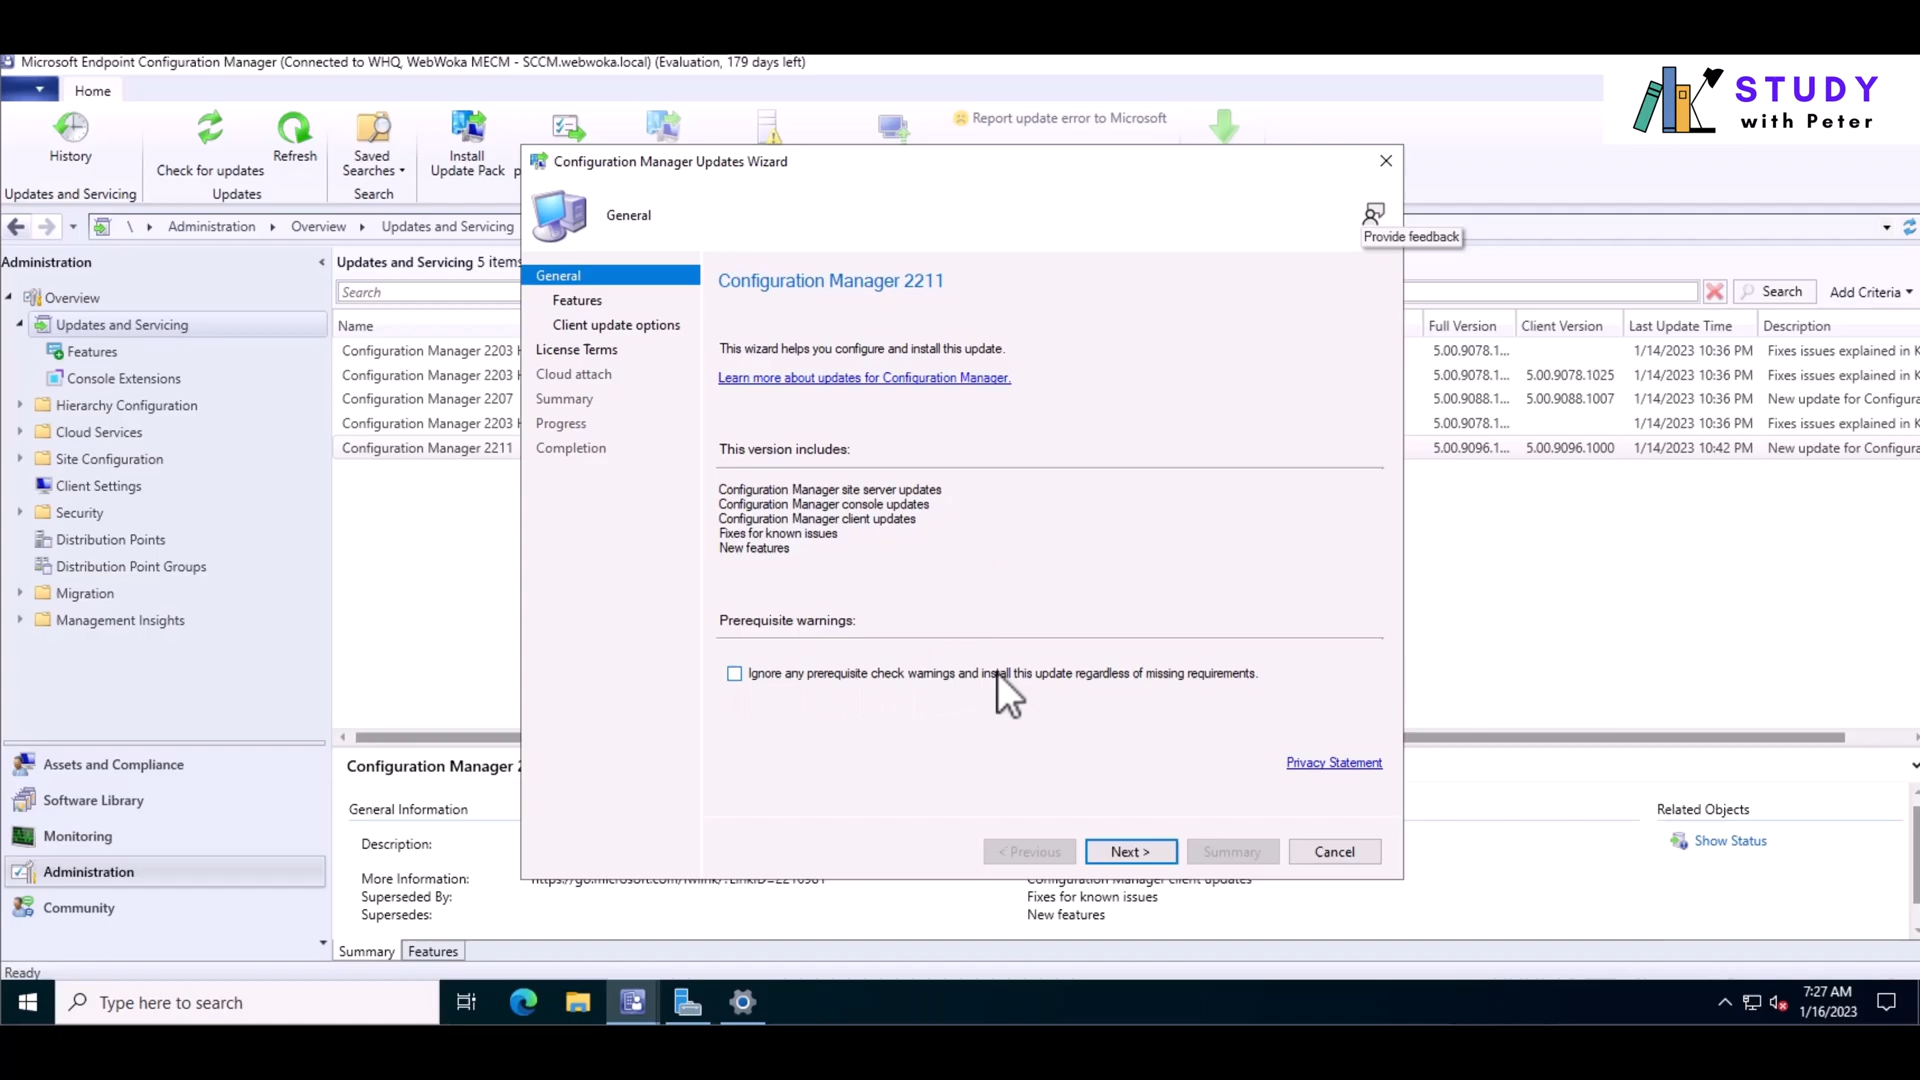 Microsoft Endpoint Configuration Manager (Connected to WHQ, WebWoka MECM - SCCM.webwoka.local) (Evaluation, 179 days left)
STUDY
with Peter
Home
History
Check for updates
Refresh
Saved
Searches
Install
Update Pack
Report update error to Microsoft
Updates and Servicing
Updates
Search
\ Administration Overview Updates and Servicing
Administration
Overview
Updates and Servicing
Features
Console Extensions
Hierarchy Configuration
Cloud Services
Site Configuration
Client Settings
Security
Distribution Points
Distribution Point Groups
Migration
Management Insights
Assets and Compliance
Software Library
Monitoring
Administration
Community
Updates and Servicing 5 items
Search
Search
Add Criteria
Name
Full Version
Client Version
Last Update Time
Description
Configuration Manager 2203 H
5.00.9078.1...
1/14/2023 10:36 PM
Fixes issues explained in K
Configuration Manager 2203 H
5.00.9078.1...
5.00.9078.1025
1/14/2023 10:36 PM
Fixes issues explained in K
Configuration Manager 2207
5.00.9088.1...
5.00.9088.1007
1/14/2023 10:36 PM
New update for Configura
Configuration Manager 2203 H
5.00.9078.1...
1/14/2023 10:36 PM
Fixes issues explained in K
Configuration Manager 2211
5.00.9096.1...
5.00.9096.1000
1/14/2023 10:42 PM
New update for Configura
Configuration Manager Updates Wizard
General
Provide feedback
General
Features
Client update options
License Terms
Cloud attach
Summary
Progress
Completion
Configuration Manager 2211
This wizard helps you configure and install this update.
Learn more about updates for Configuration Manager.
This version includes:
Configuration Manager site server updates
Configuration Manager console updates
Configuration Manager client updates
Fixes for known issues
New features
Prerequisite warnings:
Ignore any prerequisite check warnings and install this update regardless of missing requirements.
Privacy Statement
< Previous
Next >
Summary
Cancel
Configuration Manager 2
General Information
Description:
More Information:
Superseded By:
Supersedes:
Configuration Manager client updates
Fixes for known issues
New features
Related Objects
Show Status
Summary
Features
Ready
Type here to search
7:27 AM
1/16/2023